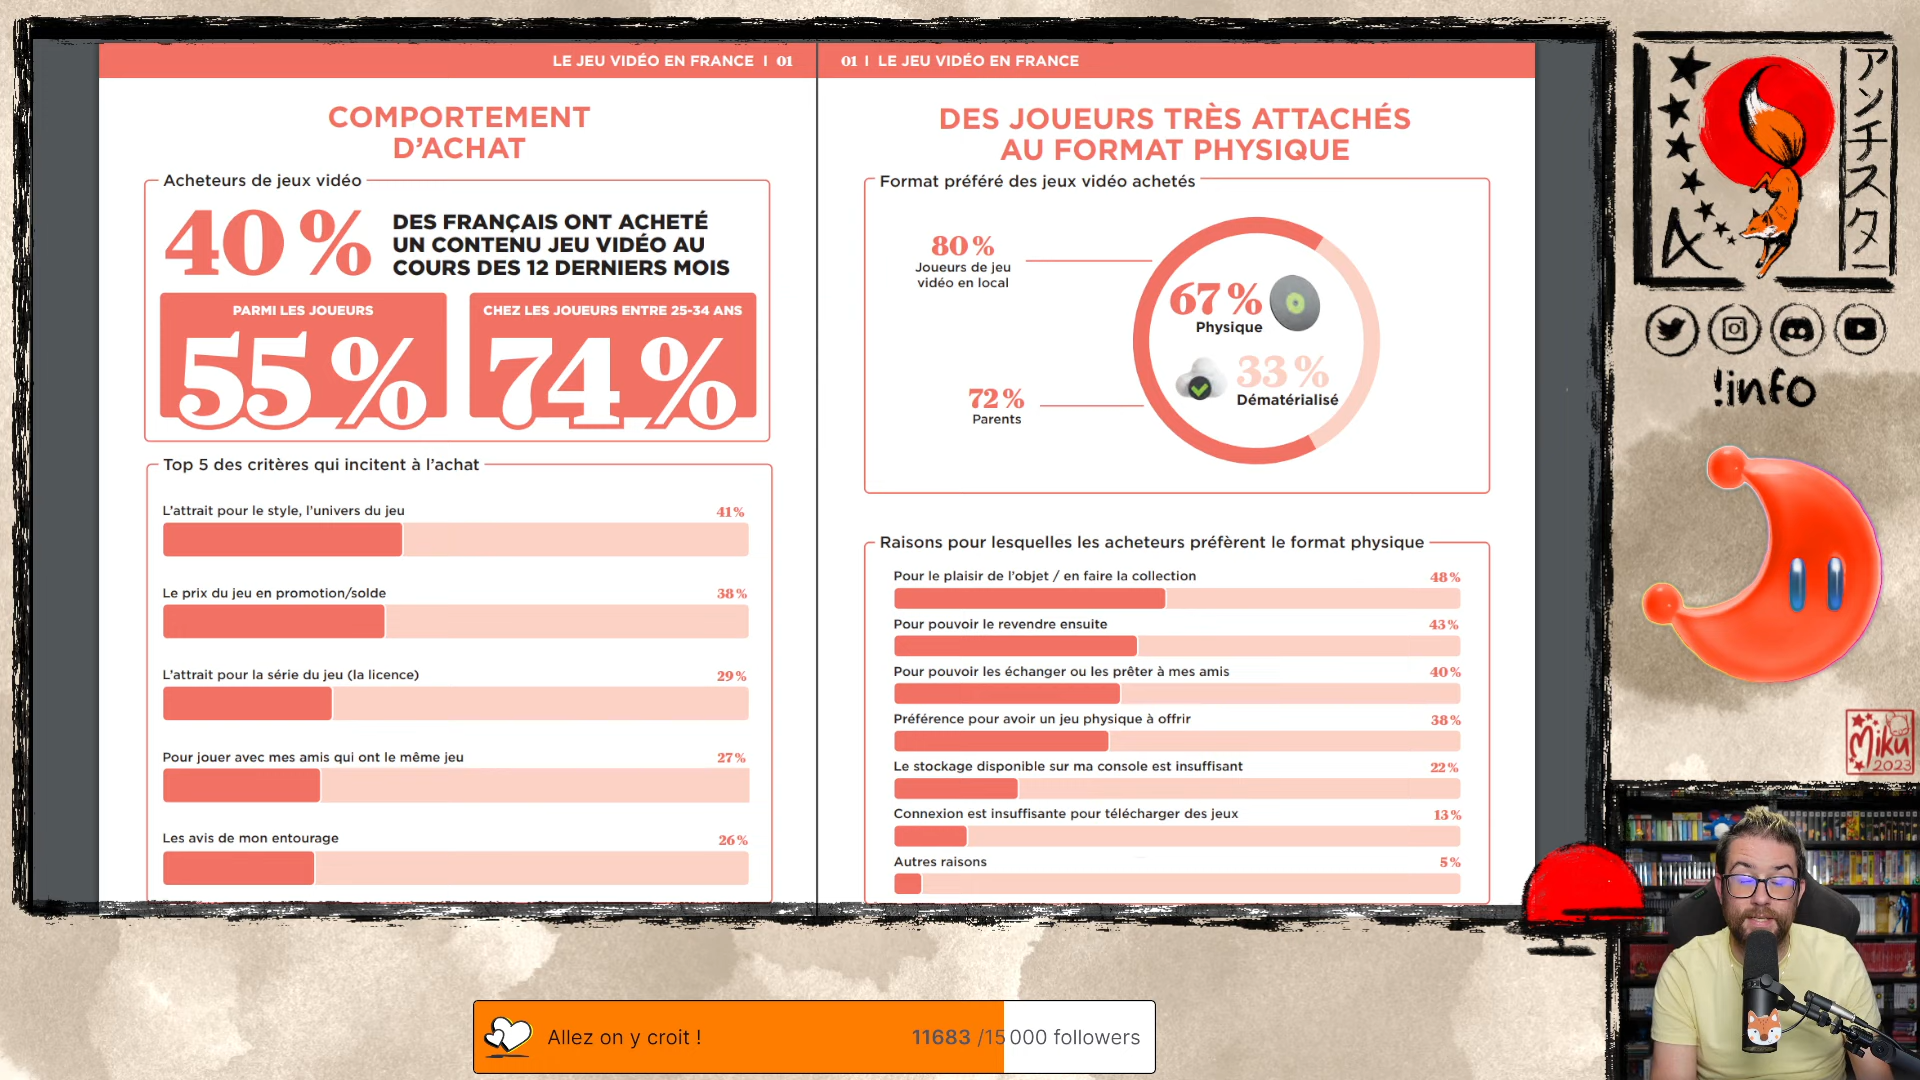 LE JEU VIDÉO EN FRANCE I 01
COMPORTEMENT
D'ACHAT
Acheteurs de jeux vidéo
40 %
DES FRANÇAIS ONT ACHETÉ
UN CONTENU JEU VIDÉO AU
COURS DES 12 DERNIERS MOIS
PARMI LES JOUEURS
55 %
CHEZ LES JOUEURS ENTRE 25-34 ANS
74 %
Top 5 des critères qui incitent à l'achat
L'attrait pour le style, l'univers du jeu 41 %
Le prix du jeu en promotion/solde 38 %
L'attrait pour la série du jeu (la licence) 29 %
Pour jouer avec mes amis qui ont le même jeu 27 %
Les avis de mon entourage 26 %
01 I LE JEU VIDÉO EN FRANCE
DES JOUEURS TRÈS ATTACHÉS
AU FORMAT PHYSIQUE
Format préféré des jeux vidéo achetés
80 %
Joueurs de jeu
vidéo en local
72 %
Parents
67 %
Physique
33 %
Dématérialisé
Raisons pour lesquelles les acheteurs préfèrent le format physique
Pour le plaisir de l'objet / en faire la collection 48 %
Pour pouvoir le revendre ensuite 43 %
Pour pouvoir les échanger ou les prêter à mes amis 40 %
Préférence pour avoir un jeu physique à offrir 38 %
Le stockage disponible sur ma console est insuffisant 22 %
Connexion est insuffisante pour télécharger des jeux 13 %
Autres raisons 5 %
アンチスター
A
!info
Miku
2023
Allez on y croit ! 11683 /15 000 followers